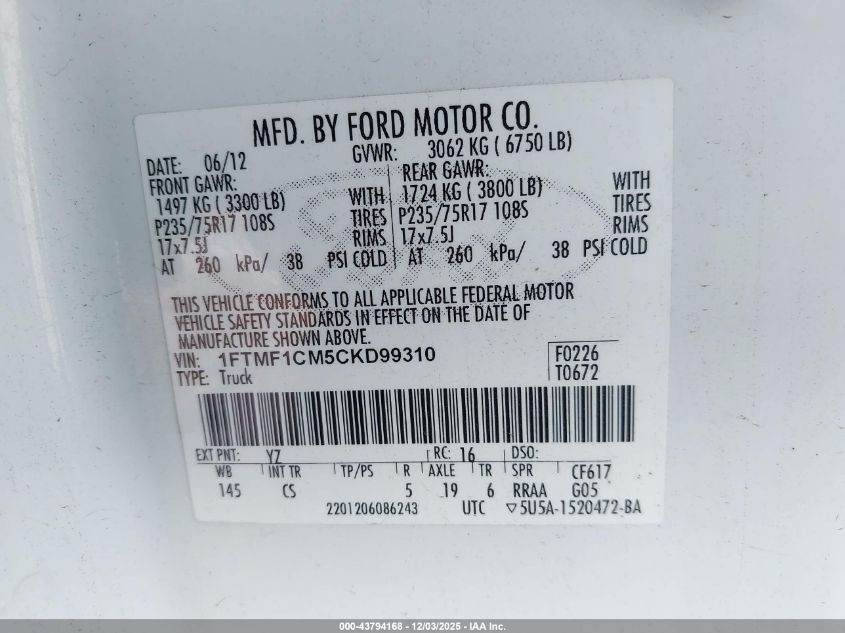 MFD. BY FORD MOTOR CO.
DATE: 06/12 GVWR: 3062 KG ( 6750 LB)
FRONT GAWR: REAR GAWR:
1497 KG ( 3300 LB) WITH 1724 KG ( 3800 LB) WITH
P235/75R17 108S TIRES P235/75R17 108S TIRES
17x7.5J RIMS 17x7.5J RIMS
AT 260 kPa/ 38 PSI COLD AT 260 kPa/ 38 PSI COLD
THIS VEHICLE CONFORMS TO ALL APPLICABLE FEDERAL MOTOR
VEHICLE SAFETY STANDARDS IN EFFECT ON THE DATE OF
MANUFACTURE SHOWN ABOVE.
VIN: 1FTMF1CM5CKD99310 F0226
TYPE: Truck T0672
EXT PNT: YZ RC: 16 DSO:
WB INT TR TP/PS R AXLE TR SPR CF617
145 CS 5 19 6 RRAA G05
2201206086243 UTC ▽5U5A-1520472-BA
000-43794168 - 12/03/2025 - IAA Inc.